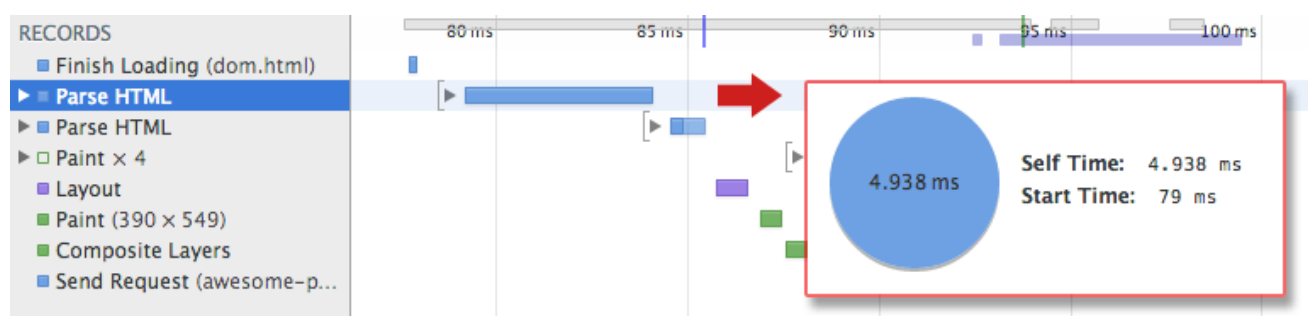 RECORDS
80 ms 85 ms 90 ms 95 ms 100 ms
Finish Loading (dom.html)
Parse HTML
Parse HTML
Paint × 4
Layout
Paint (390 × 549)
Composite Layers
Send Request (awesome-p...
4.938 ms
Self Time: 4.938 ms
Start Time: 79 ms